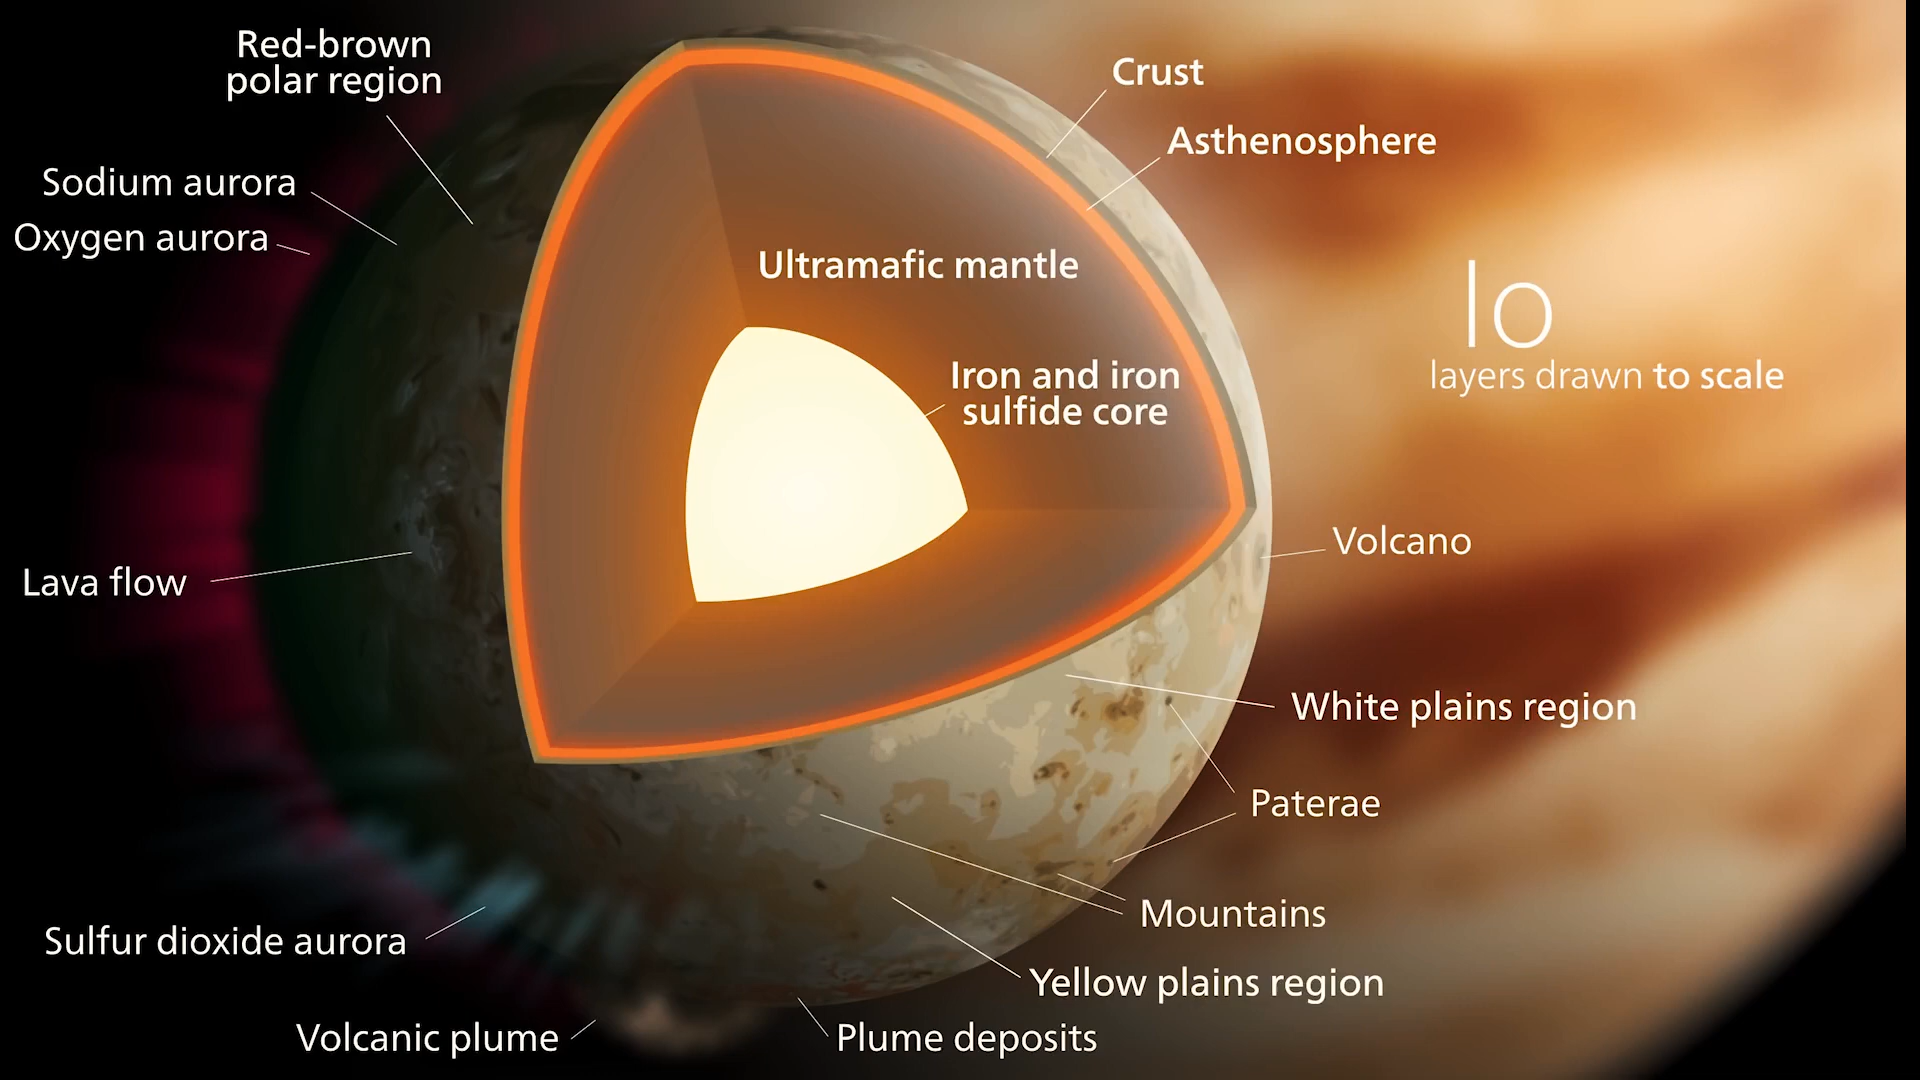 Red-brown
polar region
Crust
Asthenosphere
Sodium aurora
Oxygen aurora
Ultramafic mantle
Io
layers drawn to scale
Iron and iron
sulfide core
Volcano
Lava flow
White plains region
Paterae
Mountains
Sulfur dioxide aurora
Yellow plains region
Volcanic plume
Plume deposits